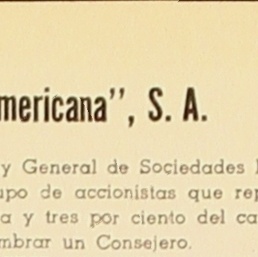 mericana”, S. A.
y General de Sociedades
upo de accionistas que rep
a y tres por ciento del ca
mbrar un Consejero.